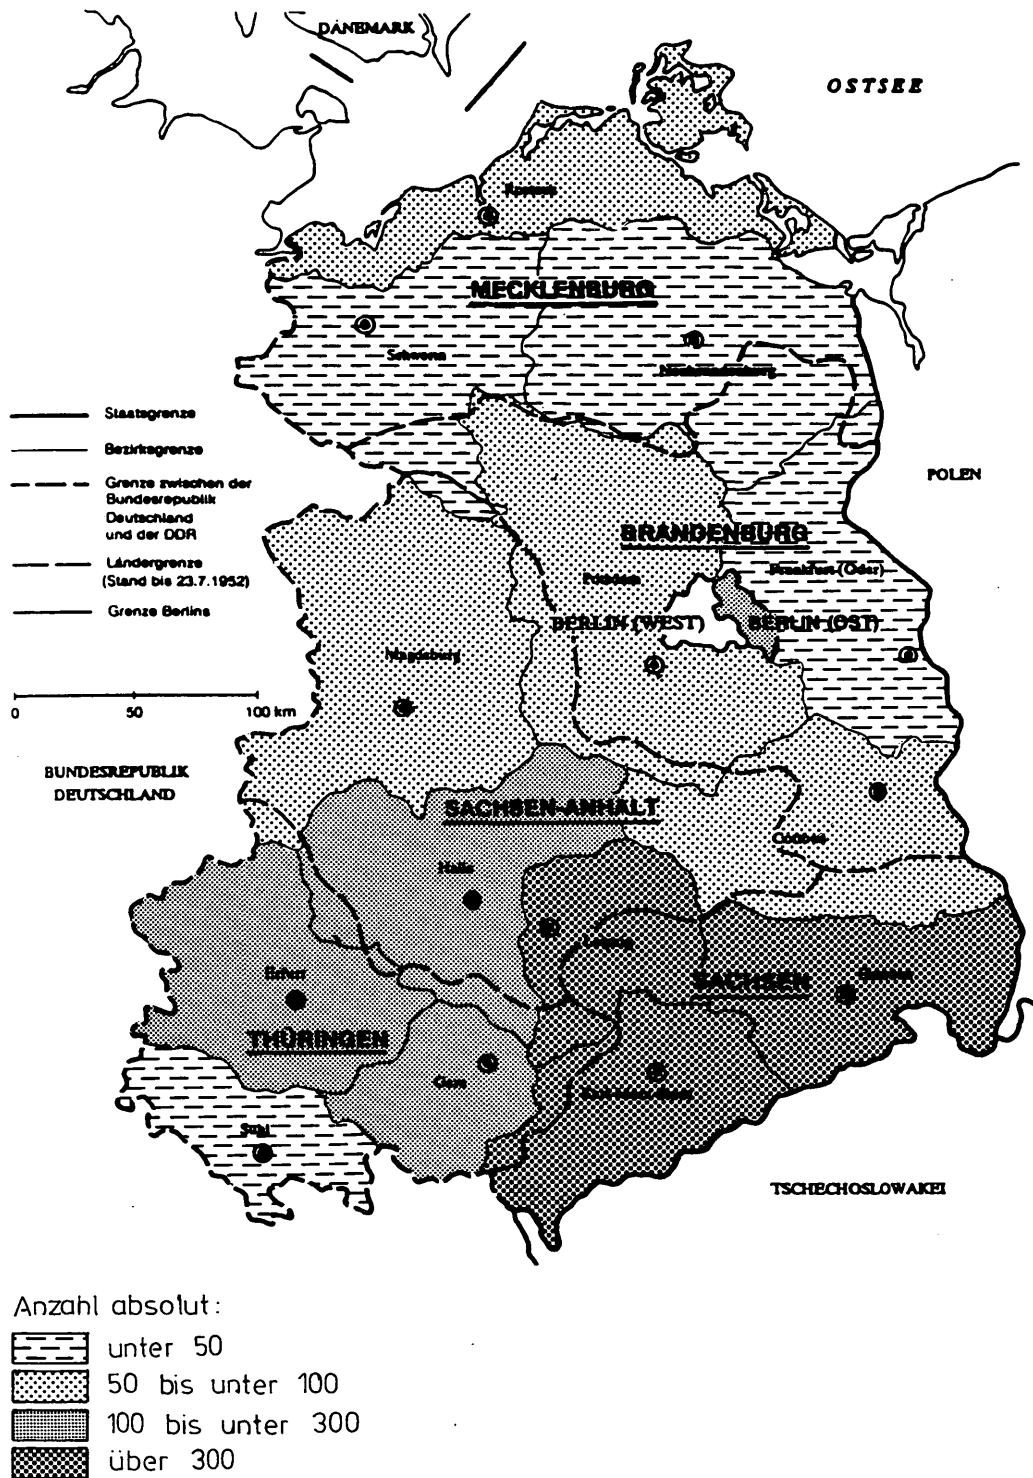 DÄNEMARK
OSTSEE
Rostock
MECKLENBURG
Schwerin
Neubrandenburg
Staatsgrenze
Bezirksgrenze
Grenze zwischen der
Bundesrepublik
Deutschland
und der DDR
Ländergrenze
(Stand bis 23.7.1952)
Grenze Berlins
0 50 100 km
POLEN
BRANDENBURG
Potsdam
Frankfurt (Oder)
BERLIN (WEST)
BERLIN (OST)
Magdeburg
BUNDESREPUBLIK
DEUTSCHLAND
SACHSEN-ANHALT
Cottbus
Halle
Leipzig
SACHSEN
Dresden
Erfurt
THÜRINGEN
Gera
Karl-Marx-Stadt
Suhl
TSCHECHOSLOWAKEI
Anzahl absolut:
unter 50
50 bis unter 100
100 bis unter 300
über 300